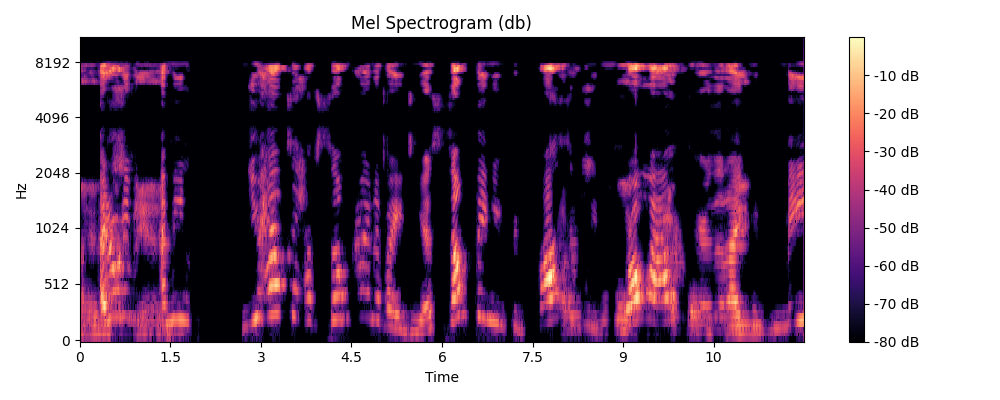 Mel Spectrogram (db)
8192
4096
2048
1024
512
0
Hz
0 1.5 3 4.5 6 7.5 9 10
Time
-10 dB
-20 dB
-30 dB
-40 dB
-50 dB
-60 dB
-70 dB
-80 dB